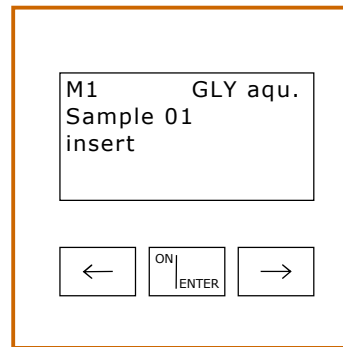 M1 GLY aqu.
Sample 01
insert
← ON ENTER →